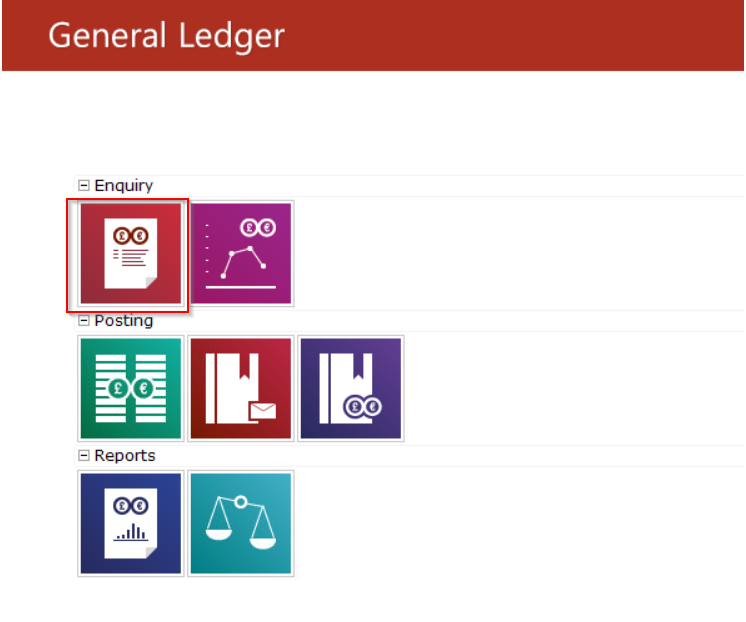 General Ledger
Enquiry
£ €
£ €
Posting
£ €
£ €
Reports
£ €